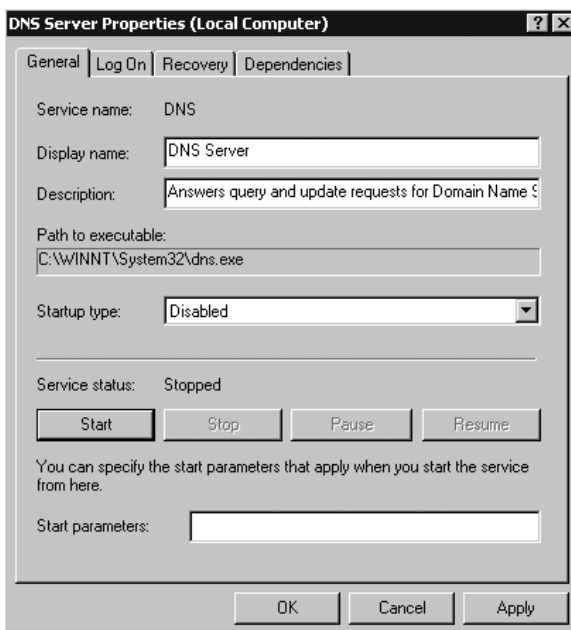 DNS Server Properties (Local Computer)
General Log On Recovery Dependencies
Service name: DNS
Display name: DNS Server
Description: Answers query and update requests for Domain Name S
Path to executable:
C:\WINNT\System32\dns.exe
Startup type: Disabled
Service status: Stopped
Start Stop Pause Resume
You can specify the start parameters that apply when you start the service
from here.
Start parameters:
OK Cancel Apply